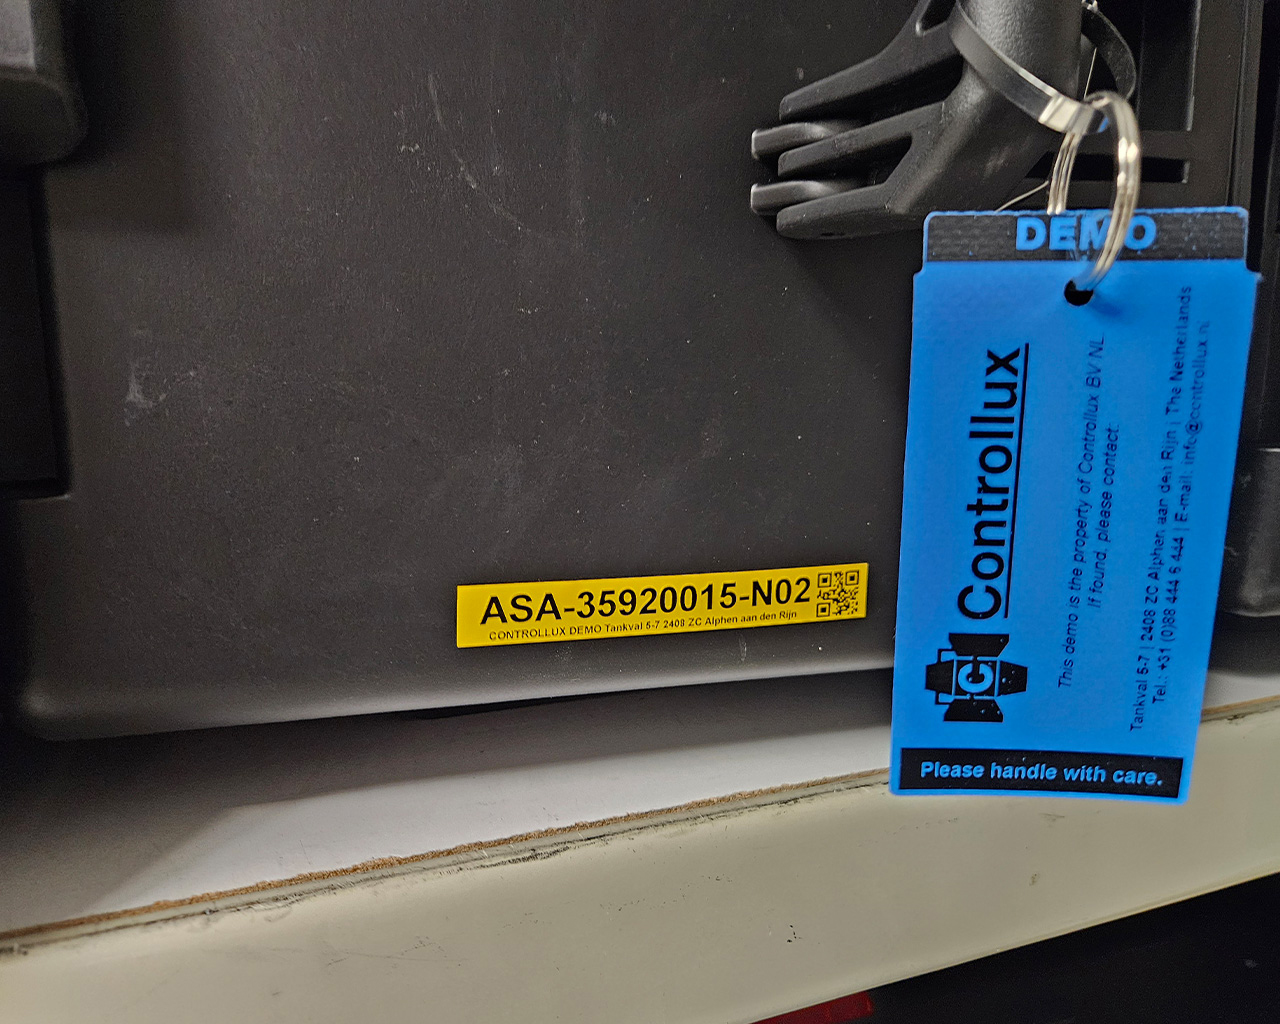 ASA-35920015-N02
CONTROLLUX DEMO Tankval 5-7 2408 ZC Alphen aan den Rijn
DEMO
C
Controllux
This demo is the property of Controllux BV NL.
If found, please contact:
Tankval 5-7 | 2408 ZC Alphen aan den Rijn | The Netherlands
Tel.: +31 (0)88 444 6 444 | E-mail: info@controllux.nl
Please handle with care.